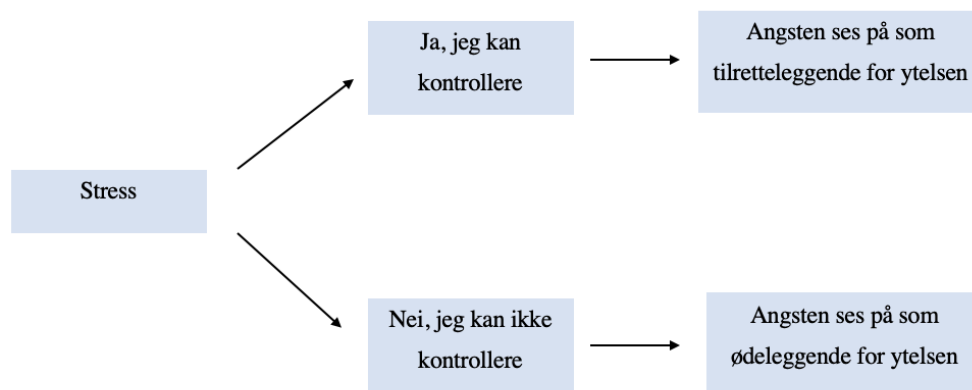 Ja, jeg kan
kontrollere
Angsten ses på som
tilretteleggende for ytelsen
Stress
Nei, jeg kan ikke
kontrollere
Angsten ses på som
ødeleggende for ytelsen